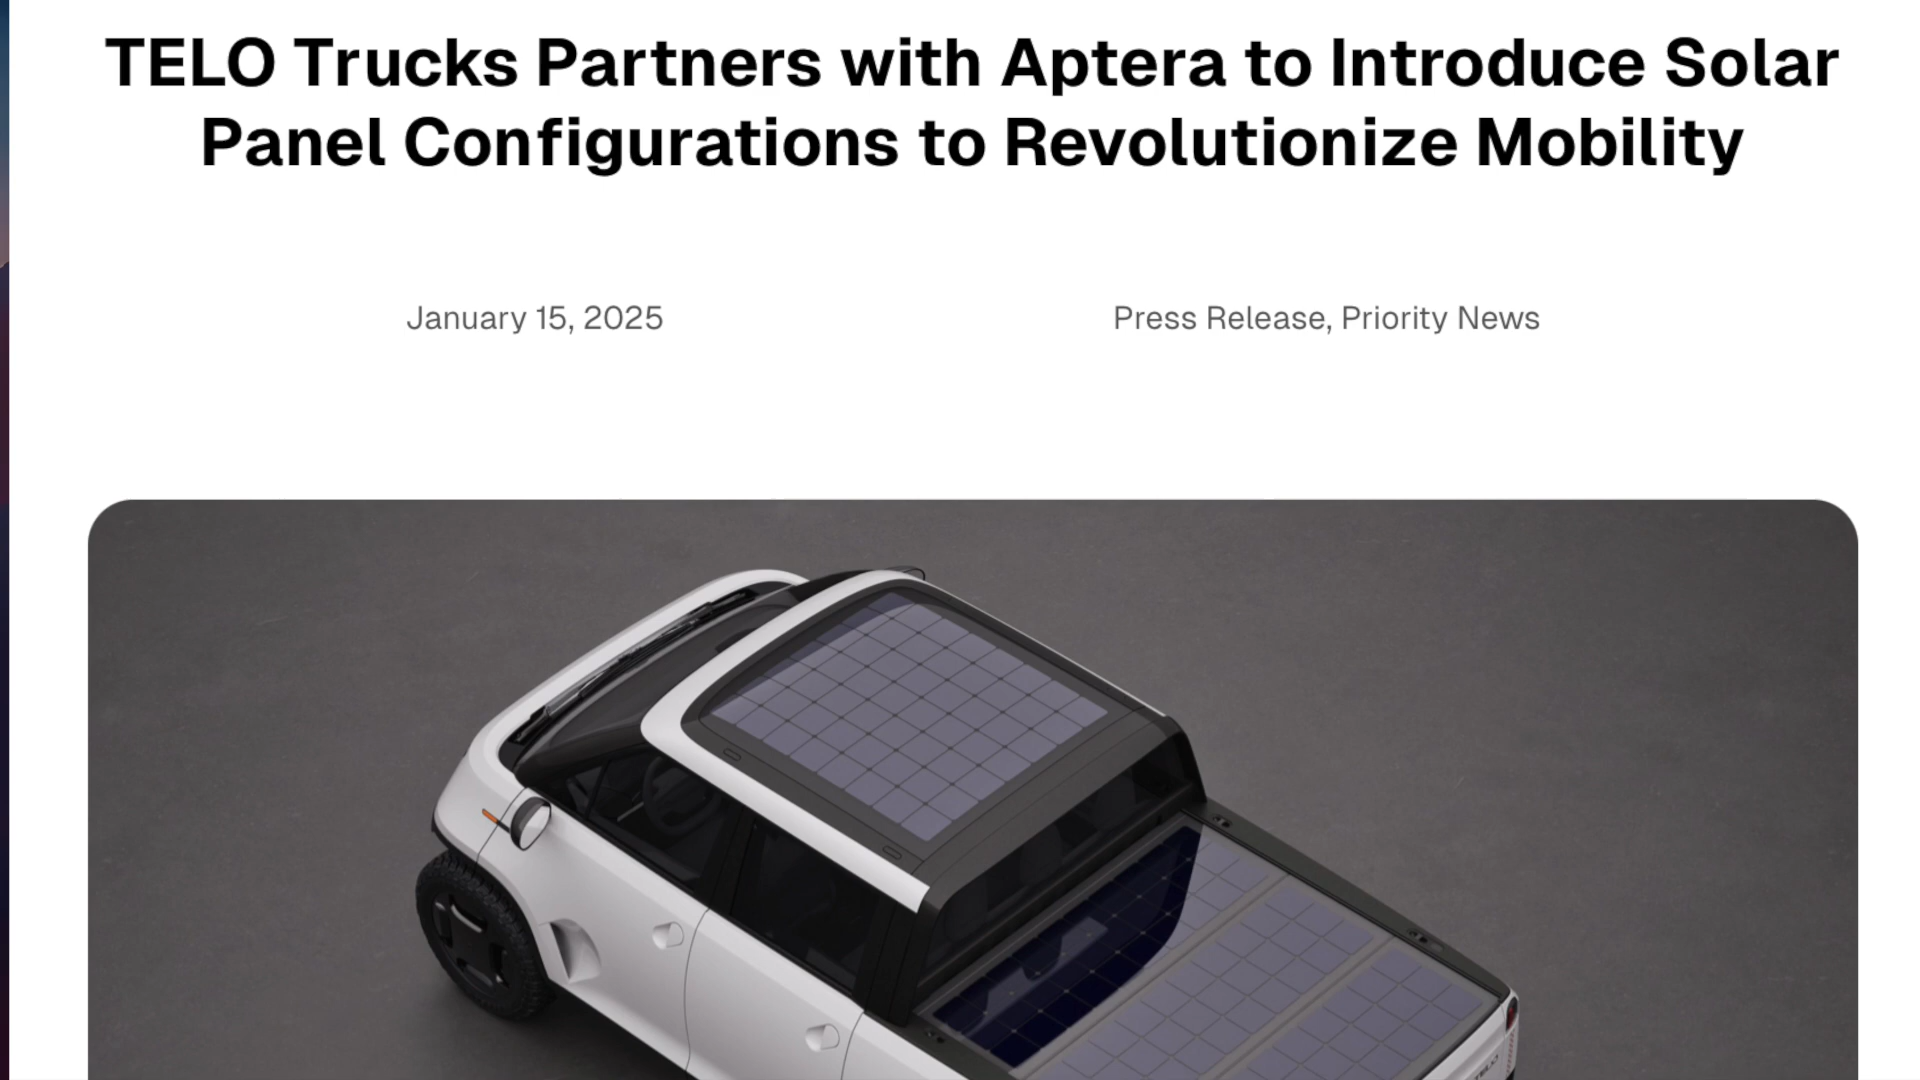 TELO Trucks Partners with Aptera to Introduce Solar
Panel Configurations to Revolutionize Mobility
January 15, 2025
Press Release, Priority News
TELO